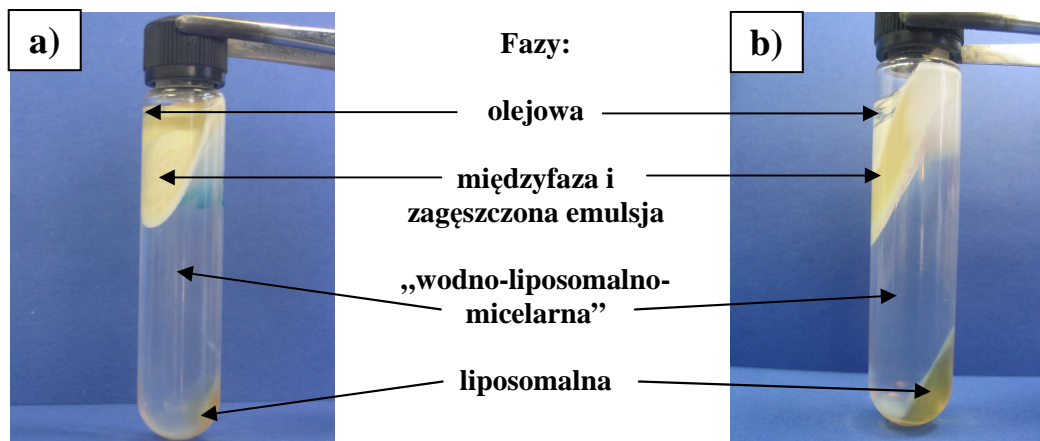 a)
Fazy:
b)
olejowa
międzyfaza i
zagęszczona emulsja
„wodno-liposomalno-
micelarna”
liposomalna